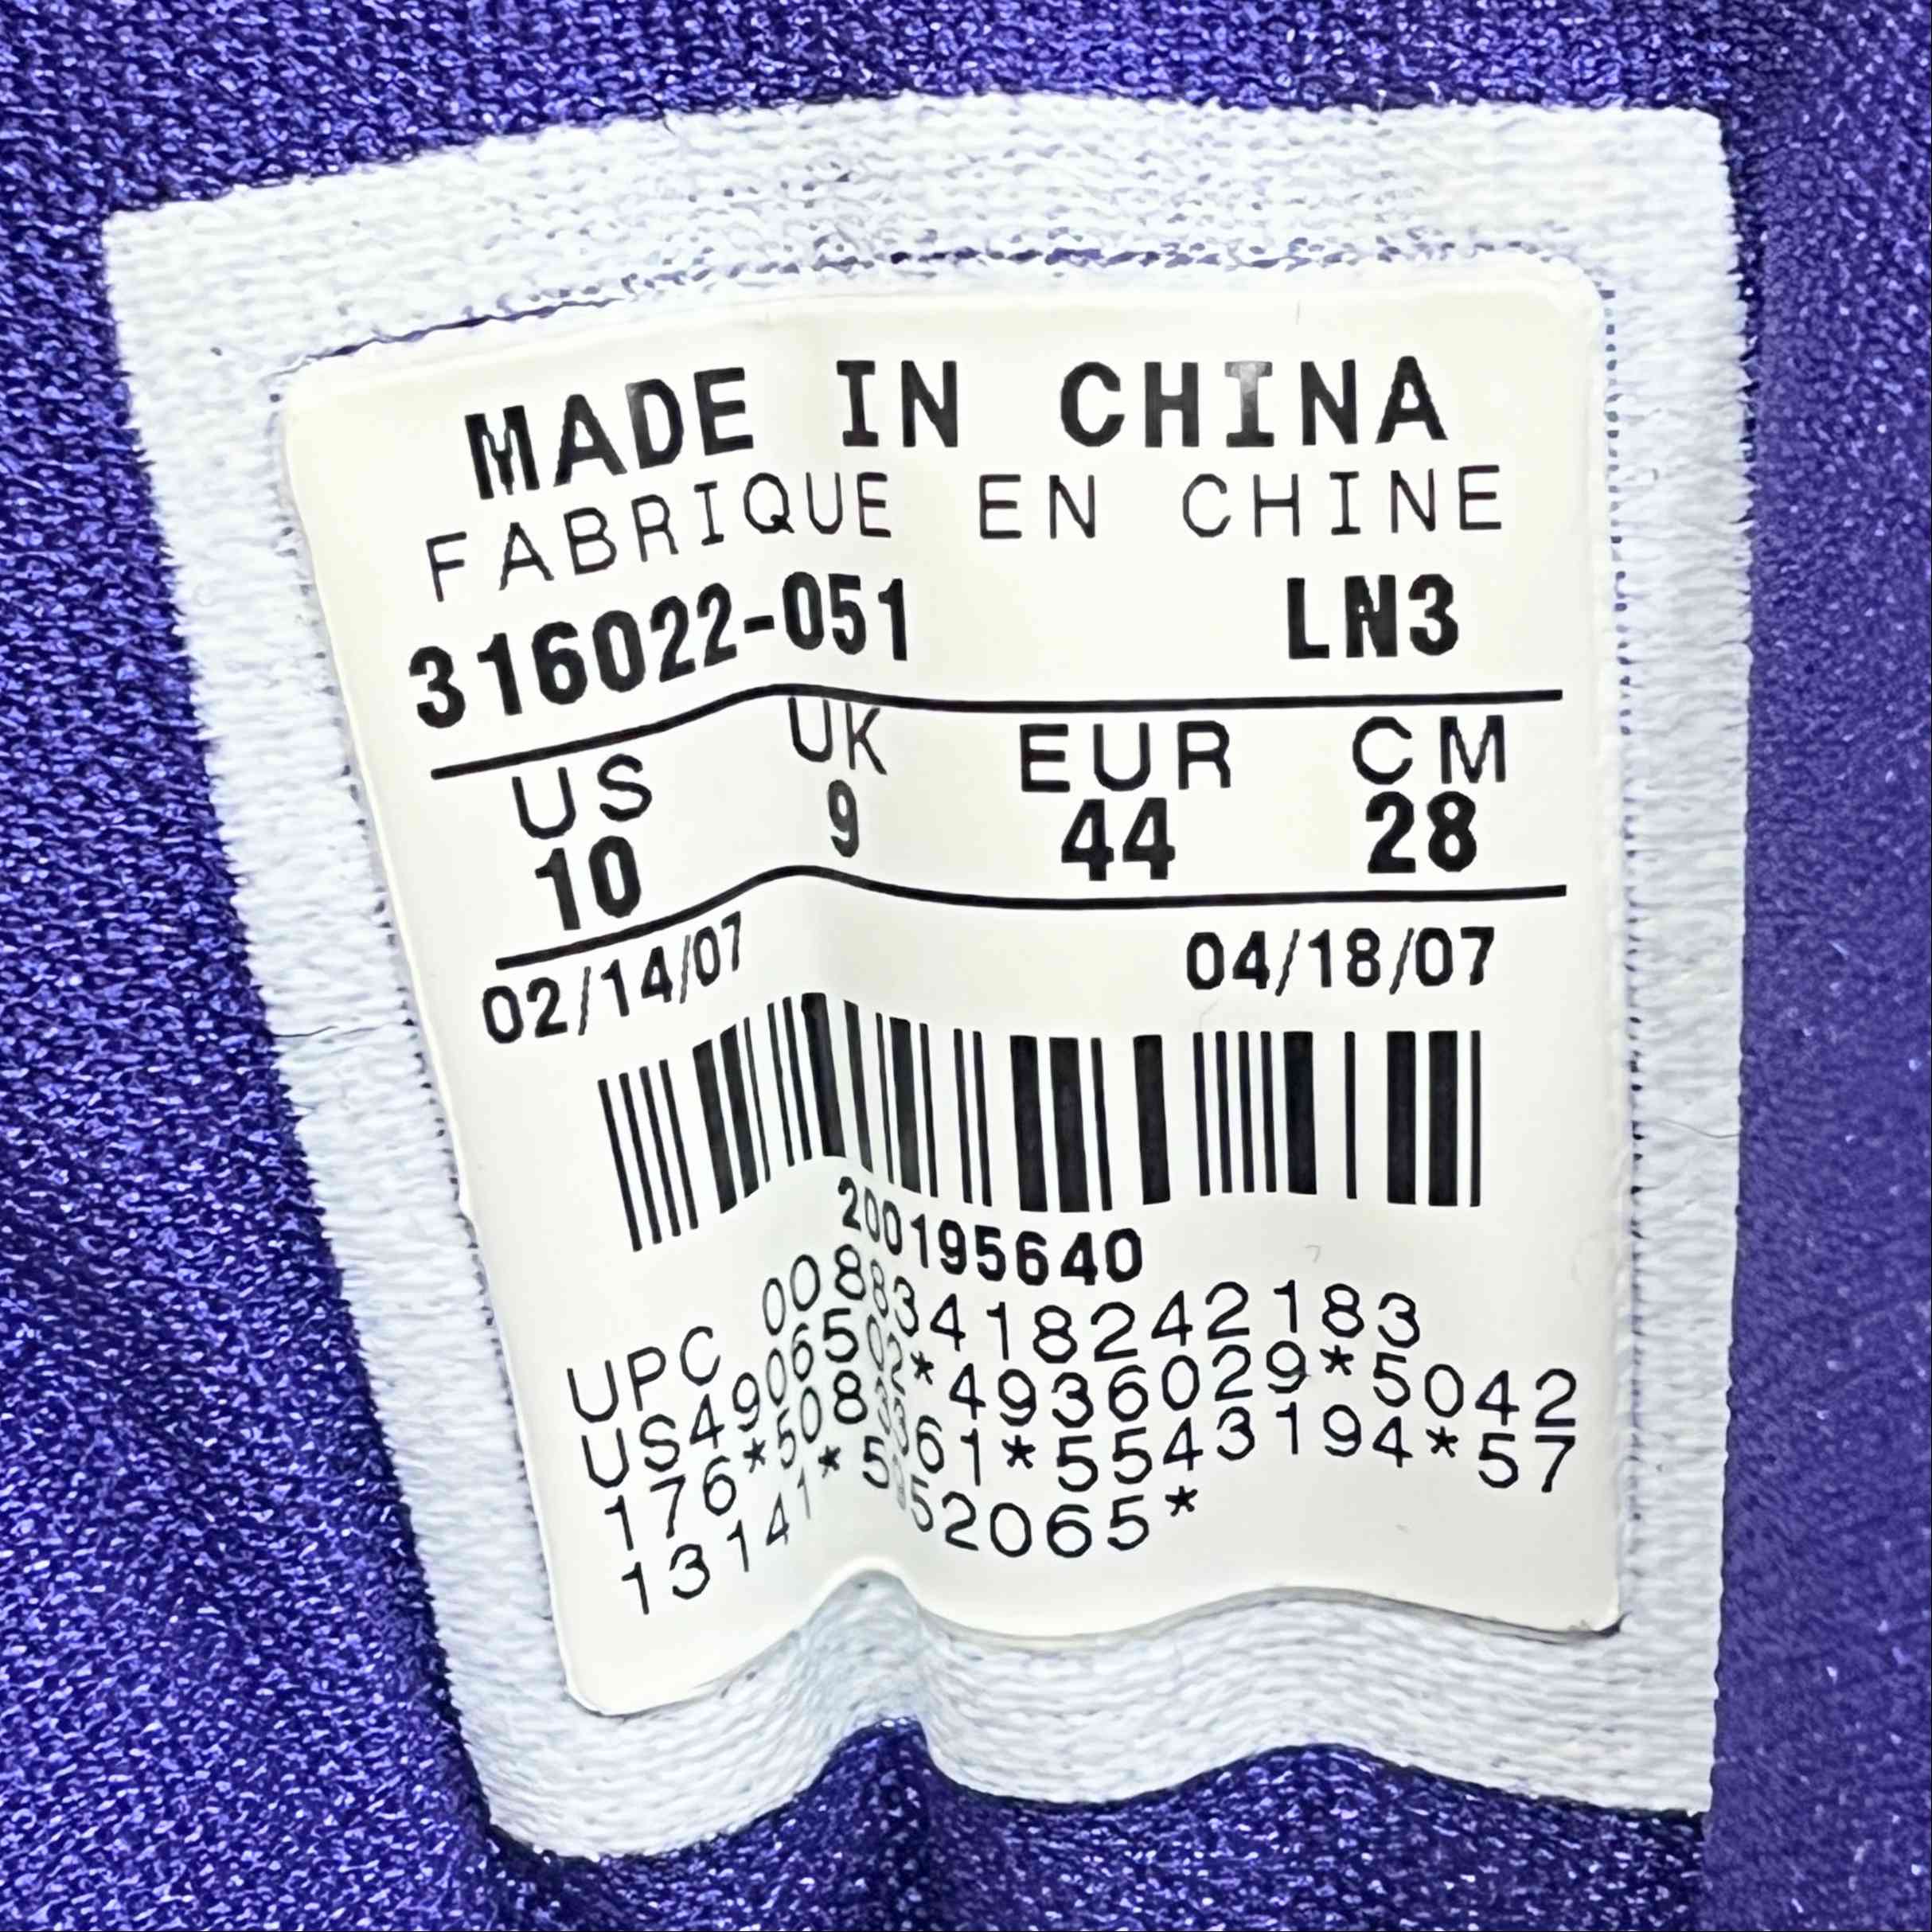 MADE IN CHINA
FABRIQUE EN CHINE
316022-051 LN3
US UK EUR CM
10 9 44 28
02/14/07 04/18/07
200195640
UPC 00883418242183
US4906502*4936029*5042
176*5083361*5543194*57
13141*